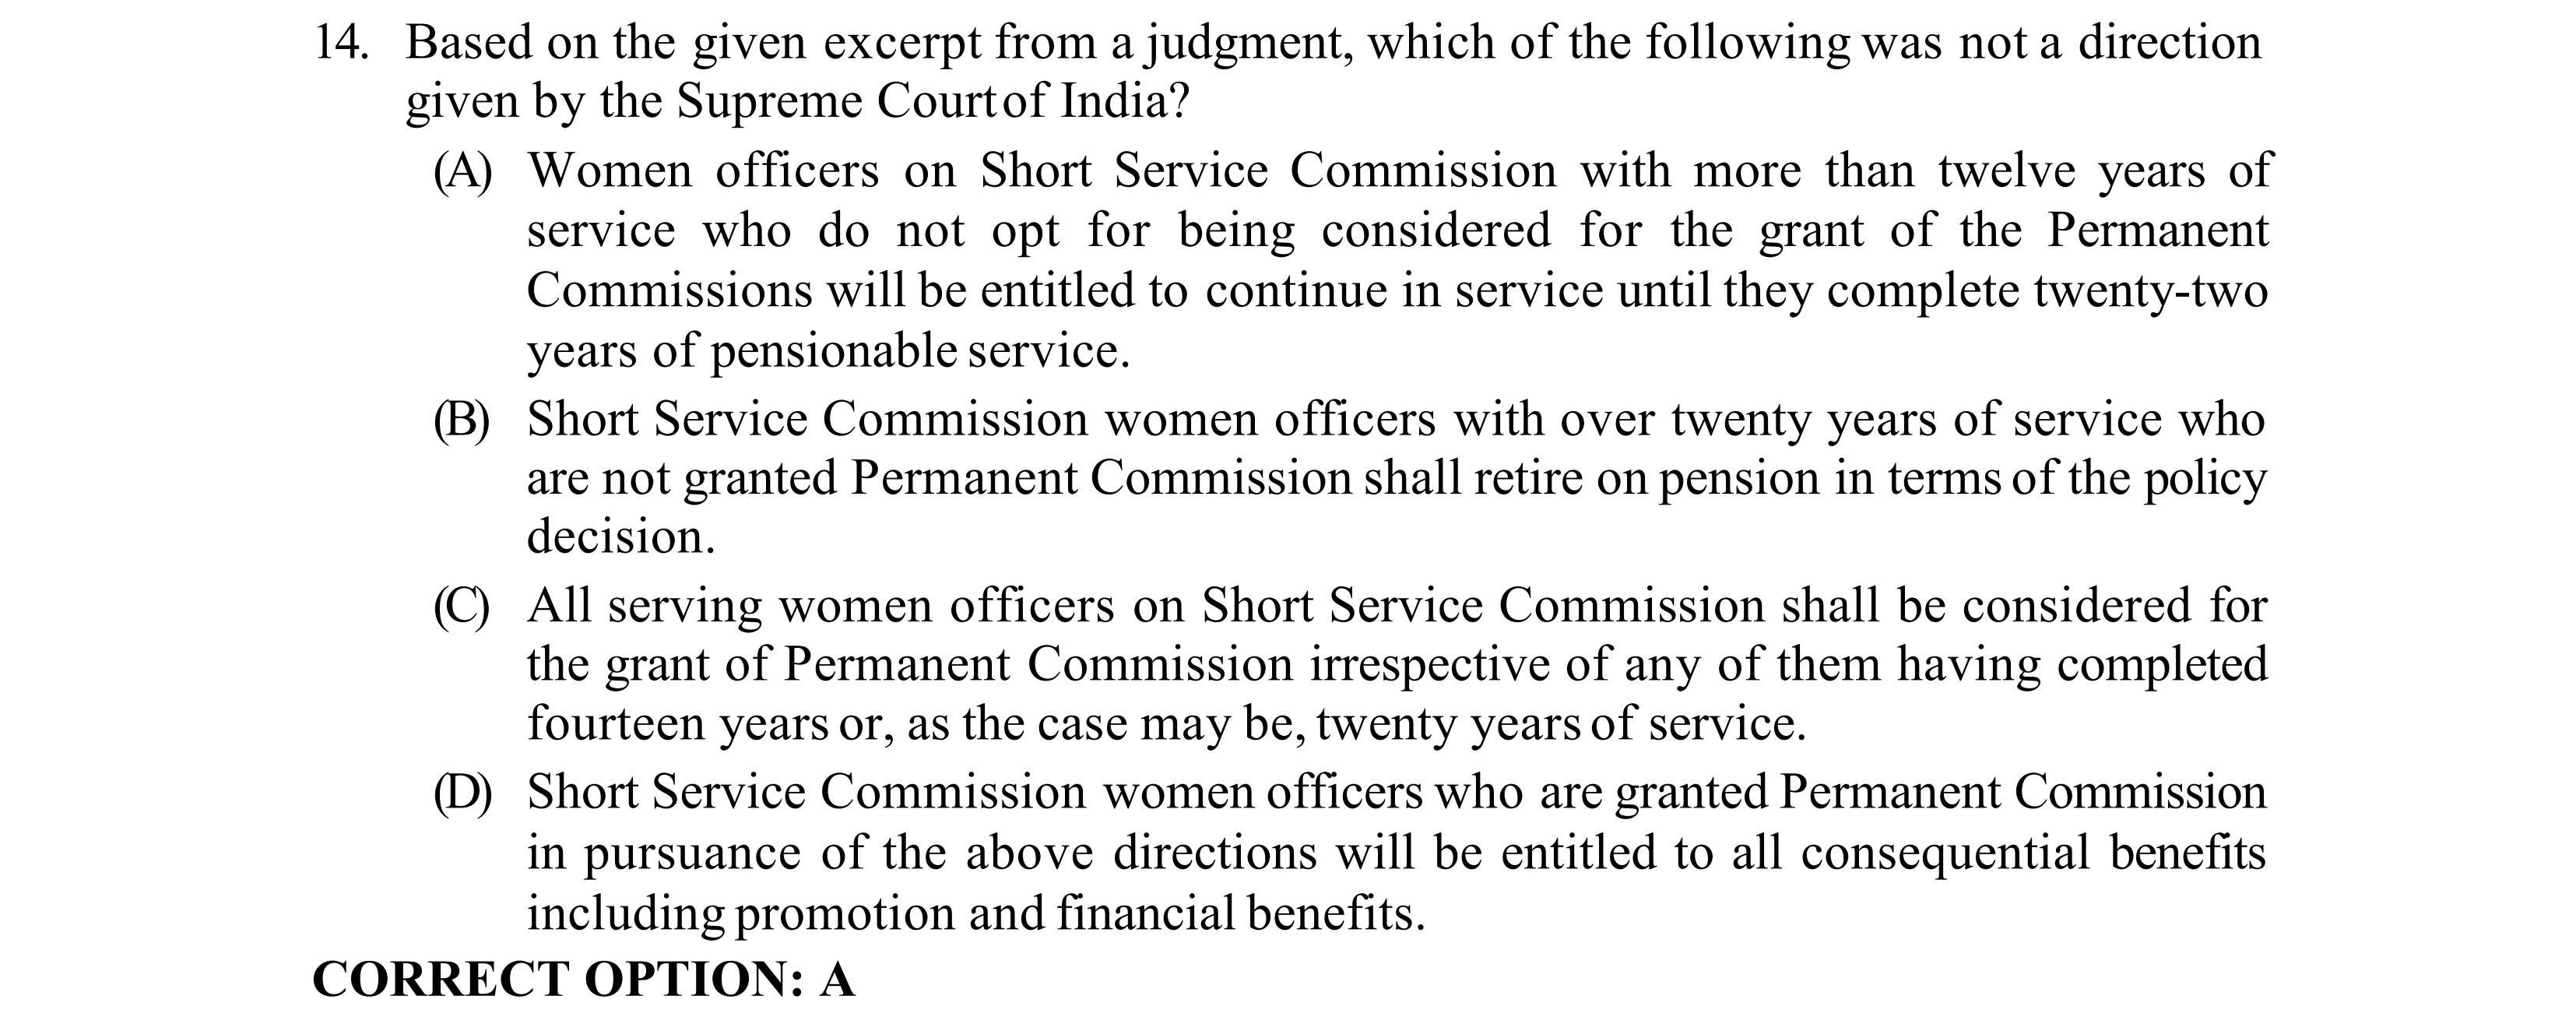 14. Based on the given excerpt from a judgment, which of the following was not a direction
given by the Supreme Court of India?
(A) Women officers on Short Service Commission with more than twelve years of
service who do not opt for being considered for the grant of the Permanent
Commissions will be entitled to continue in service until they complete twenty-two
years of pensionable service.
(B) Short Service Commission women officers with over twenty years of service who
are not granted Permanent Commission shall retire on pension in terms of the policy
decision.
(C) All serving women officers on Short Service Commission shall be considered for
the grant of Permanent Commission irrespective of any of them having completed
fourteen years or, as the case may be, twenty years of service.
(D) Short Service Commission women officers who are granted Permanent Commission
in pursuance of the above directions will be entitled to all consequential benefits
including promotion and financial benefits.
CORRECT OPTION: A